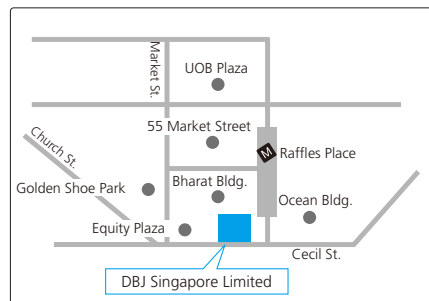 Market St.
UOB Plaza
Church St.
55 Market Street
M
Raffles Place
Golden Shoe Park
Bharat Bldg.
Ocean Bldg.
Equity Plaza
Cecil St.
DBJ Singapore Limited